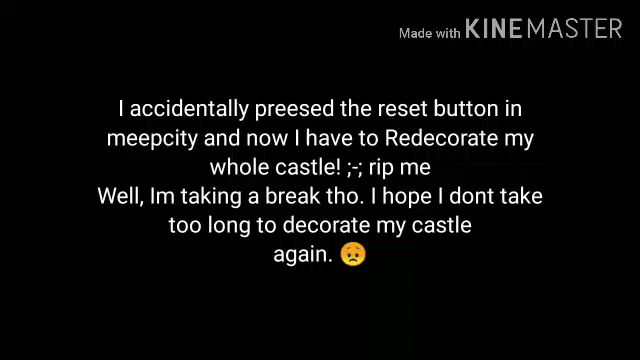 Made with KINEMASTER
I accidentally preesed the reset button in
meepcity and now I have to Redecorate my
whole castle! ;-; rip me
Well, Im taking a break tho. I hope I dont take
too long to decorate my castle
again. 😟